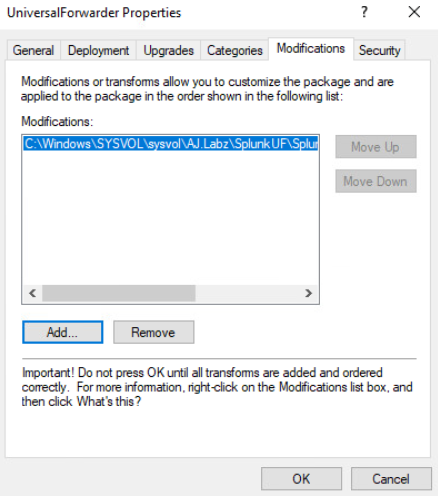 UniversalForwarder Properties
? X
General Deployment Upgrades Categories Modifications Security
Modifications or transforms allow you to customize the package and are
applied to the package in the order shown in the following list:
Modifications:
C:\Windows\SYSVOL\sysvol\AJ.Labz\SplunkUF\Splun
Move Up
Move Down
Add... Remove
Important! Do not press OK until all transforms are added and ordered
correctly. For more information, right-click on the Modifications list box, and
then click What's this?
OK Cancel